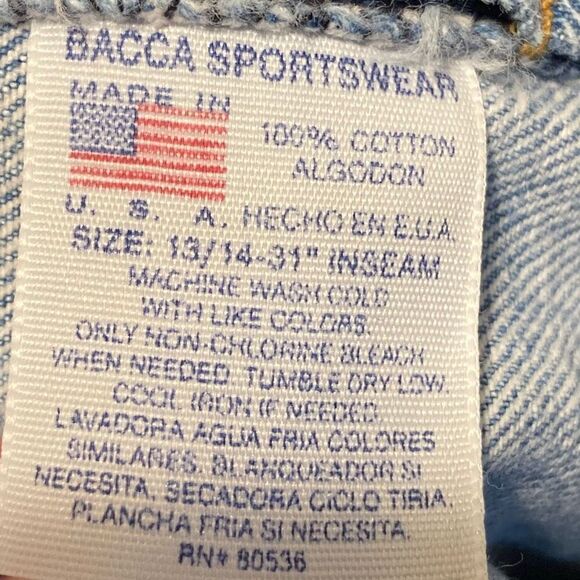 BACCA SPORTSWEAR
MADE IN
100% COTTON
ALGODON
U. S. A. HECHO EN E.U.A.
SIZE: 13/14-31" INSEAM
MACHINE WASH COLD
WITH LIKE COLORS.
ONLY NON-CHLORINE BLEACH
WHEN NEEDED. TUMBLE DRY LOW.
COOL IRON IF NEEDED.
LAVADORA AGUA FRIA COLORES
SIMILARES. BLANQUEADOR SI
NECESITA. SECADORA CICLO TIRIA.
PLANCHA FRIA SI NECESITA.
RN# 80536